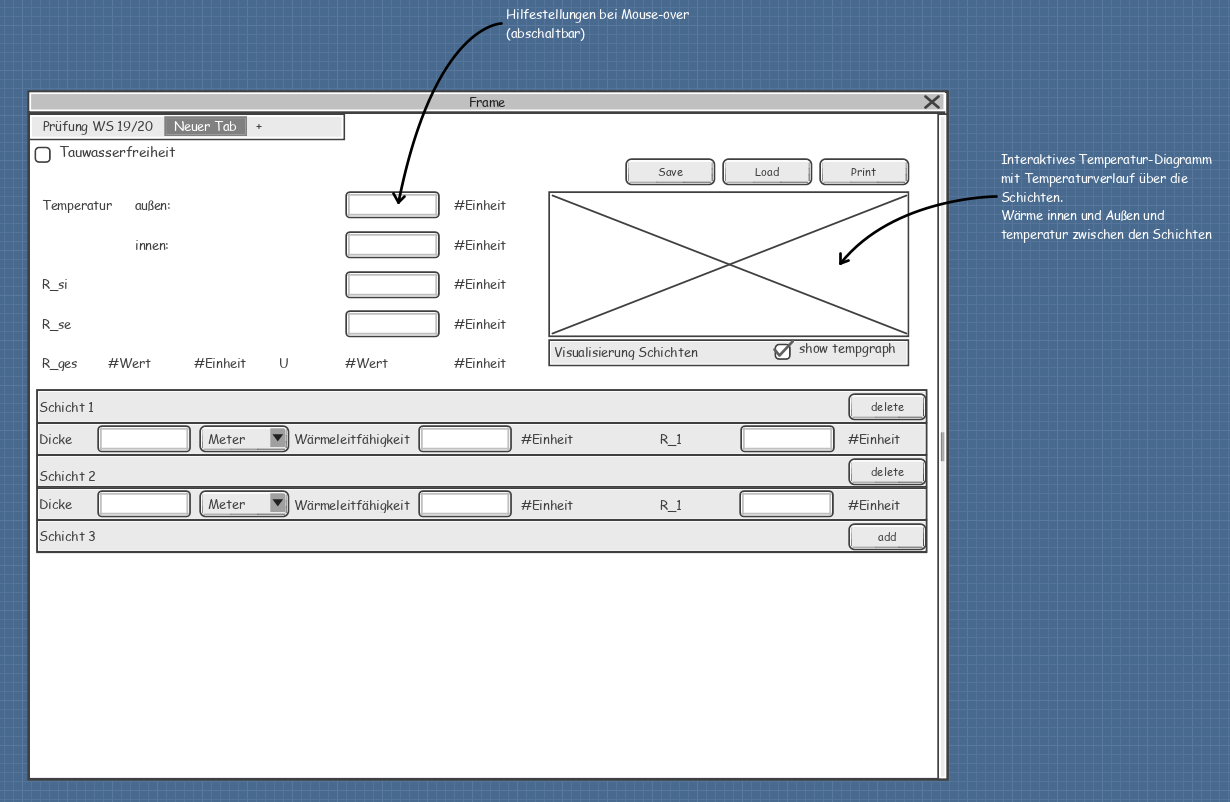 Hilfestellungen bei Mouse-over
(abschaltbar)
Frame
Prüfung WS 19/20 Neuer Tab +
Tauwasserfreiheit
Save Load Print
Interaktives Temperatur-Diagramm
mit Temperaturverlauf über die
Schichten.
Wärme innen und Außen und
temperatur zwischen den Schichten
Temperatur außen: #Einheit
innen: #Einheit
R_si #Einheit
R_se #Einheit
Visualisierung Schichten show tempgraph
R_ges #Wert #Einheit U #Wert #Einheit
Schicht 1 delete
Dicke Meter Wärmeleitfähigkeit #Einheit R_1 #Einheit
Schicht 2 delete
Dicke Meter Wärmeleitfähigkeit #Einheit R_1 #Einheit
Schicht 3 add